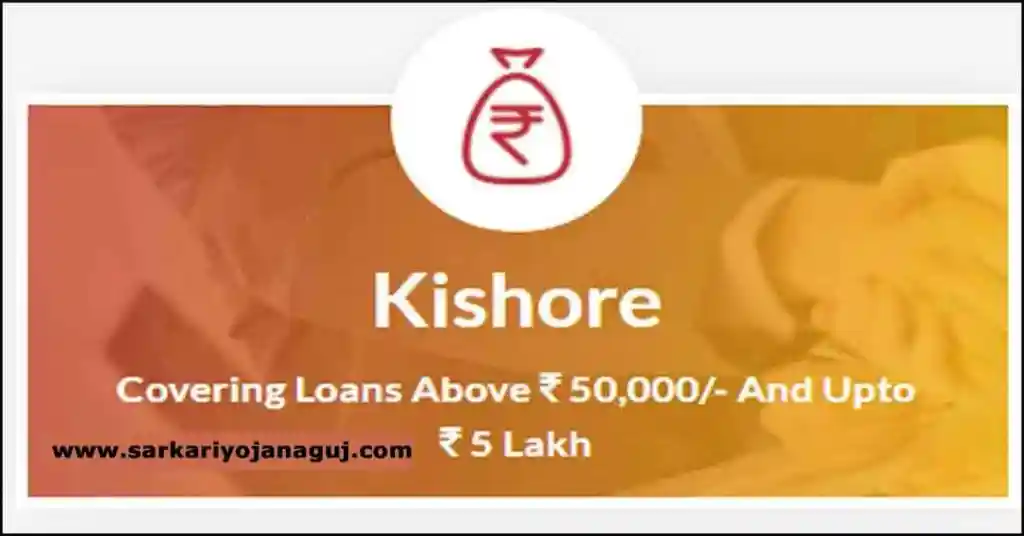 Kishore
Covering Loans Above ₹ 50,000/- And Upto
₹ 5 Lakh
www.sarkariyojanaguj.com